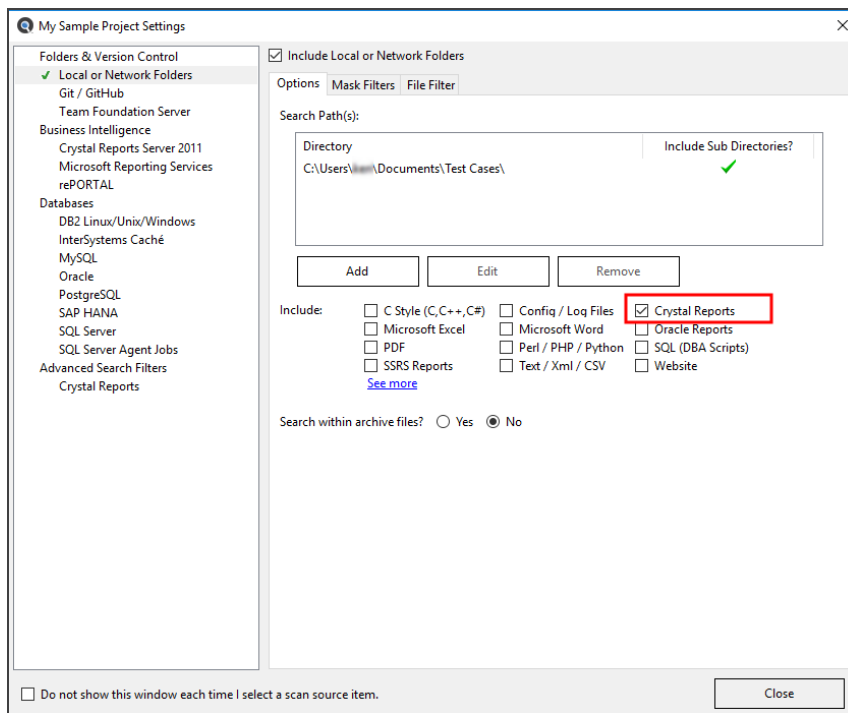 My Sample Project Settings
Folders & Version Control
Local or Network Folders
Git / GitHub
Team Foundation Server
Business Intelligence
Crystal Reports Server 2011
Microsoft Reporting Services
rePORTAL
Databases
DB2 Linux/Unix/Windows
InterSystems Caché
MySQL
Oracle
PostgreSQL
SAP HANA
SQL Server
SQL Server Agent Jobs
Advanced Search Filters
Crystal Reports
Include Local or Network Folders
Options Mask Filters File Filter
Search Path(s):
Directory Include Sub Directories?
C:\Users\ \Documents\Test Cases\
Add Edit Remove
Include: C Style (C,C++,C#) Config / Log Files Crystal Reports
Microsoft Excel Microsoft Word Oracle Reports
PDF Perl / PHP / Python SQL (DBA Scripts)
SSRS Reports Text / Xml / CSV Website
See more
Search within archive files? Yes No
Do not show this window each time I select a scan source item. Close